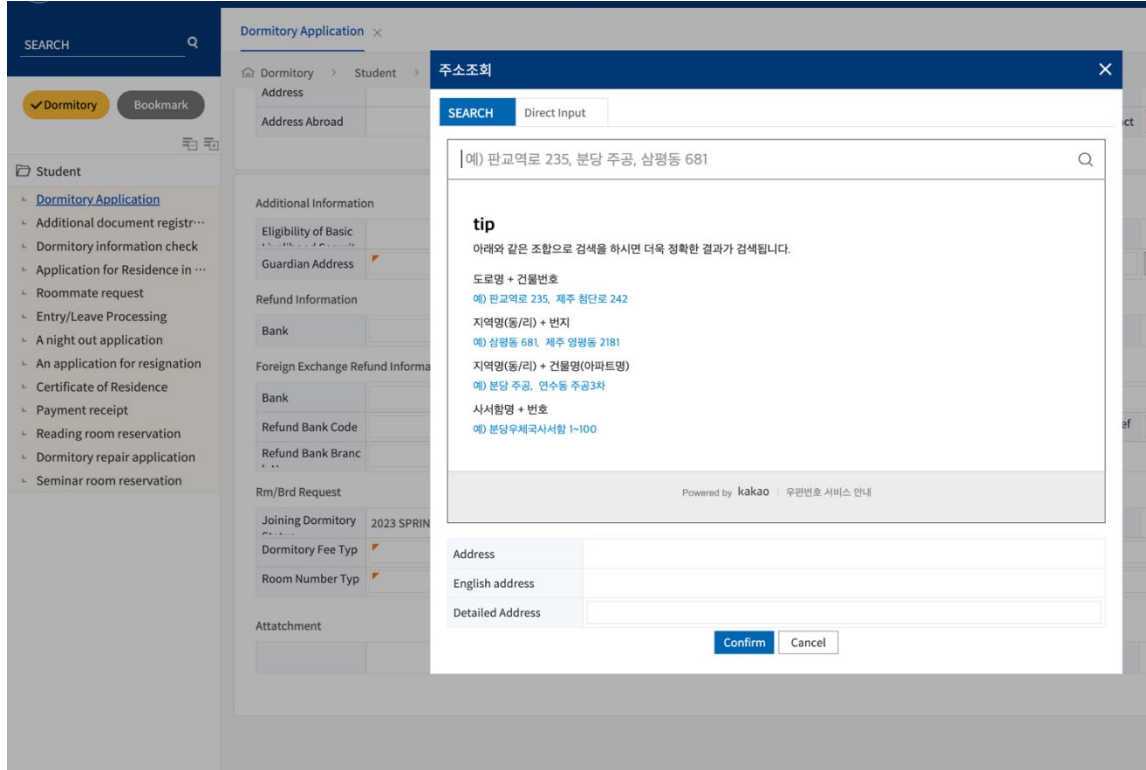 SEARCH
Dormitory
Bookmark
Student
Dormitory Application
Additional document registr···
Dormitory information check
Application for Residence in ···
Roommate request
Entry/Leave Processing
A night out application
An application for resignation
Certificate of Residence
Payment receipt
Reading room reservation
Dormitory repair application
Seminar room reservation
Dormitory Application
Dormitory > Student >
Address
Address Abroad
ct
Additional Information
Eligibility of Basic
Guardian Address
Refund Information
Bank
Foreign Exchange Refund Informa
Bank
Refund Bank Code
ef
Refund Bank Branc
Rm/Brd Request
Joining Dormitory
2023 SPRIN
Dormitory Fee Typ
Room Number Typ
Attatchment
주소조회
SEARCH
Direct Input
예) 판교역로 235, 분당 주공, 삼평동 681
tip
아래와 같은 조합으로 검색을 하시면 더욱 정확한 결과가 검색됩니다.
도로명 + 건물번호
예) 판교역로 235, 제주 첨단로 242
지역명(동/리) + 번지
예) 삼평동 681, 제주 영평동 2181
지역명(동/리) + 건물명(아파트명)
예) 분당 주공, 연수동 주공3차
사서함명 + 번호
예) 분당우체국사서함 1~100
Powered by kakao | 우편번호 서비스 안내
Address
English address
Detailed Address
Confirm
Cancel